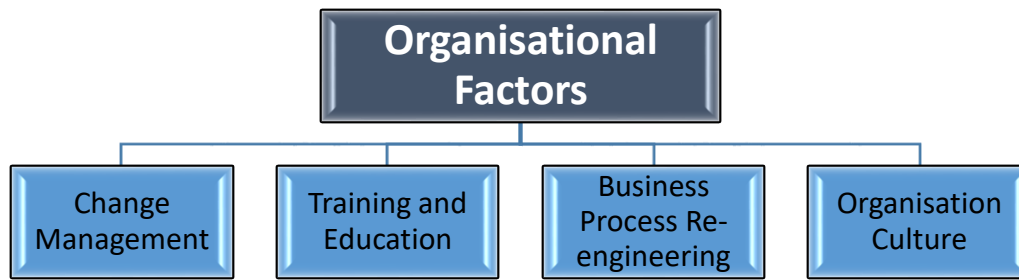 Organisational
Factors
Change
Management
Training and
Education
Business
Process Re-
engineering
Organisation
Culture